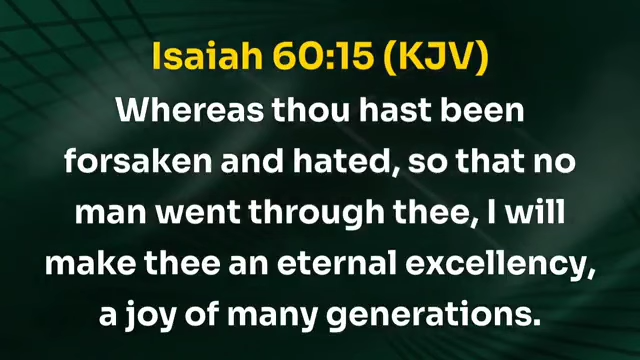 Isaiah 60:15 (KJV)
Whereas thou hast been
forsaken and hated, so that no
man went through thee, I will
make thee an eternal excellency,
a joy of many generations.